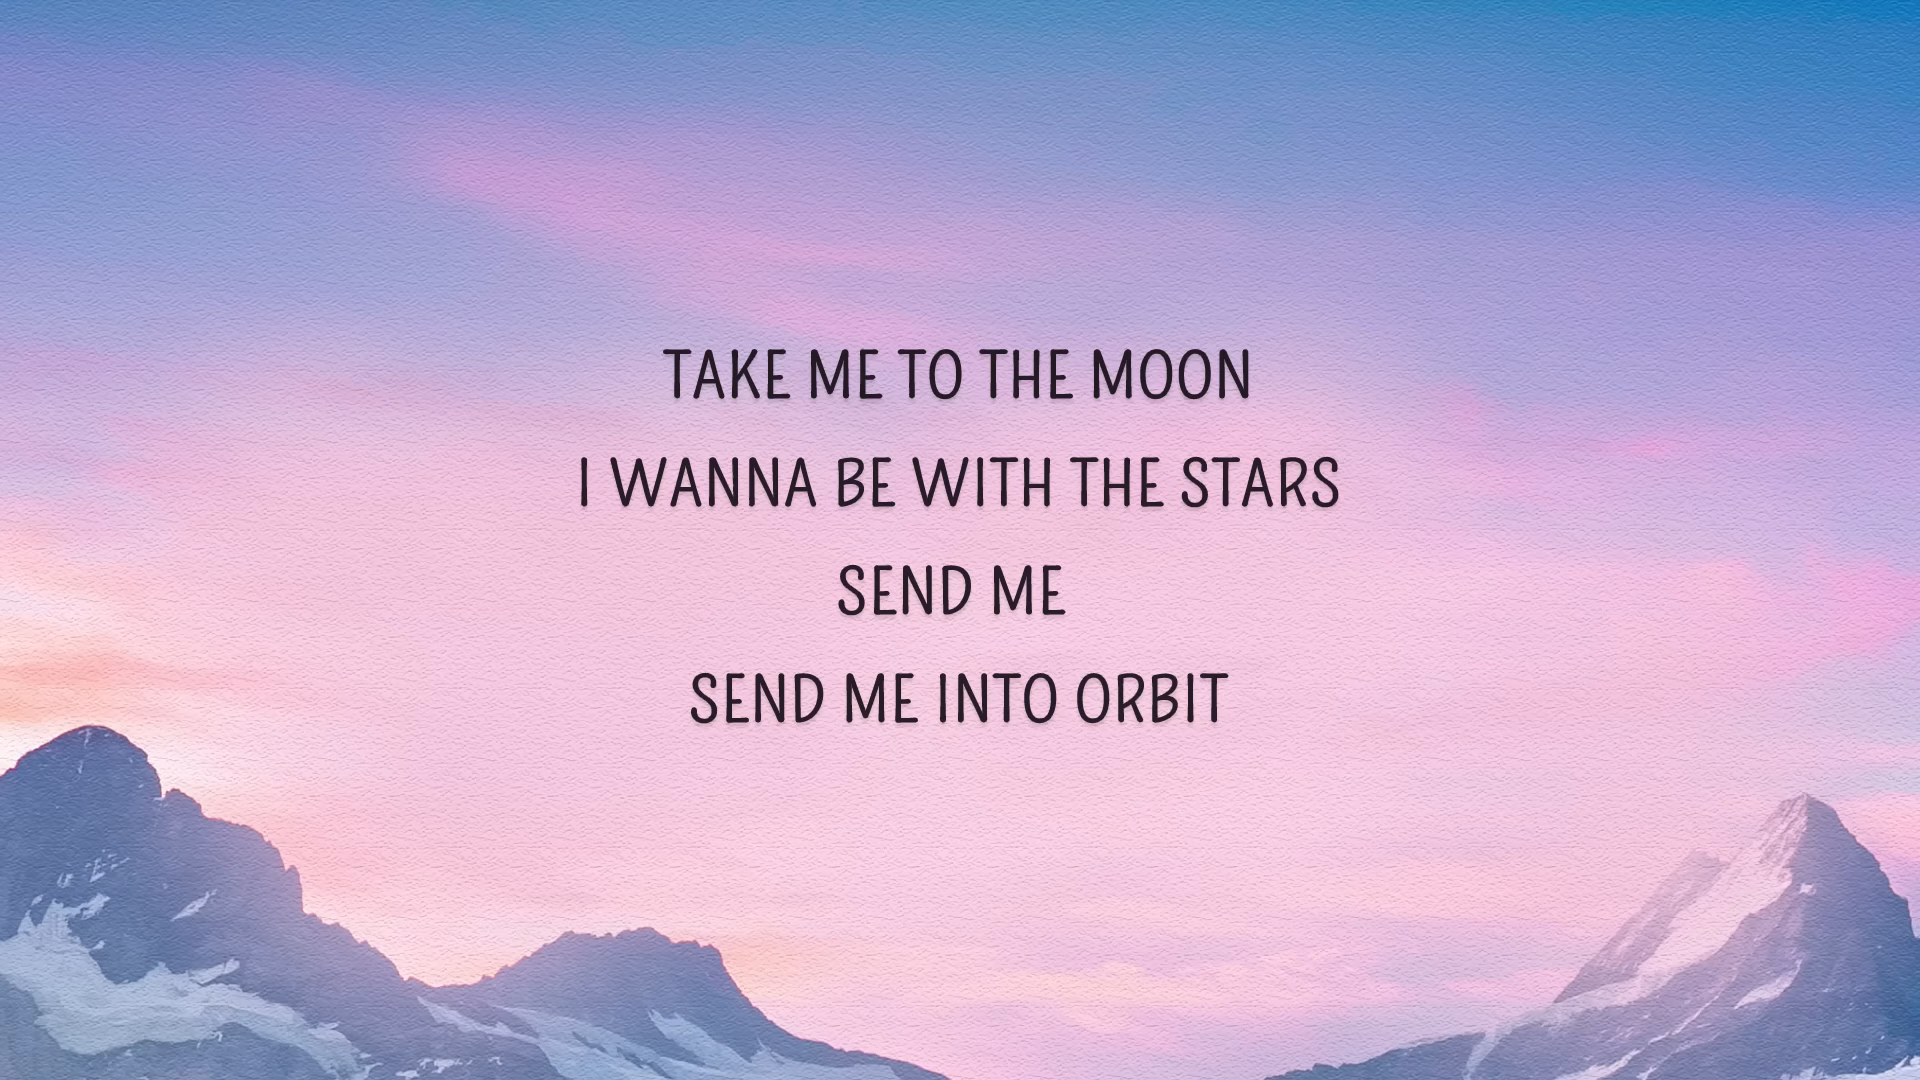 TAKE ME TO THE MOON
I WANNA BE WITH THE STARS
SEND ME
SEND ME INTO ORBIT